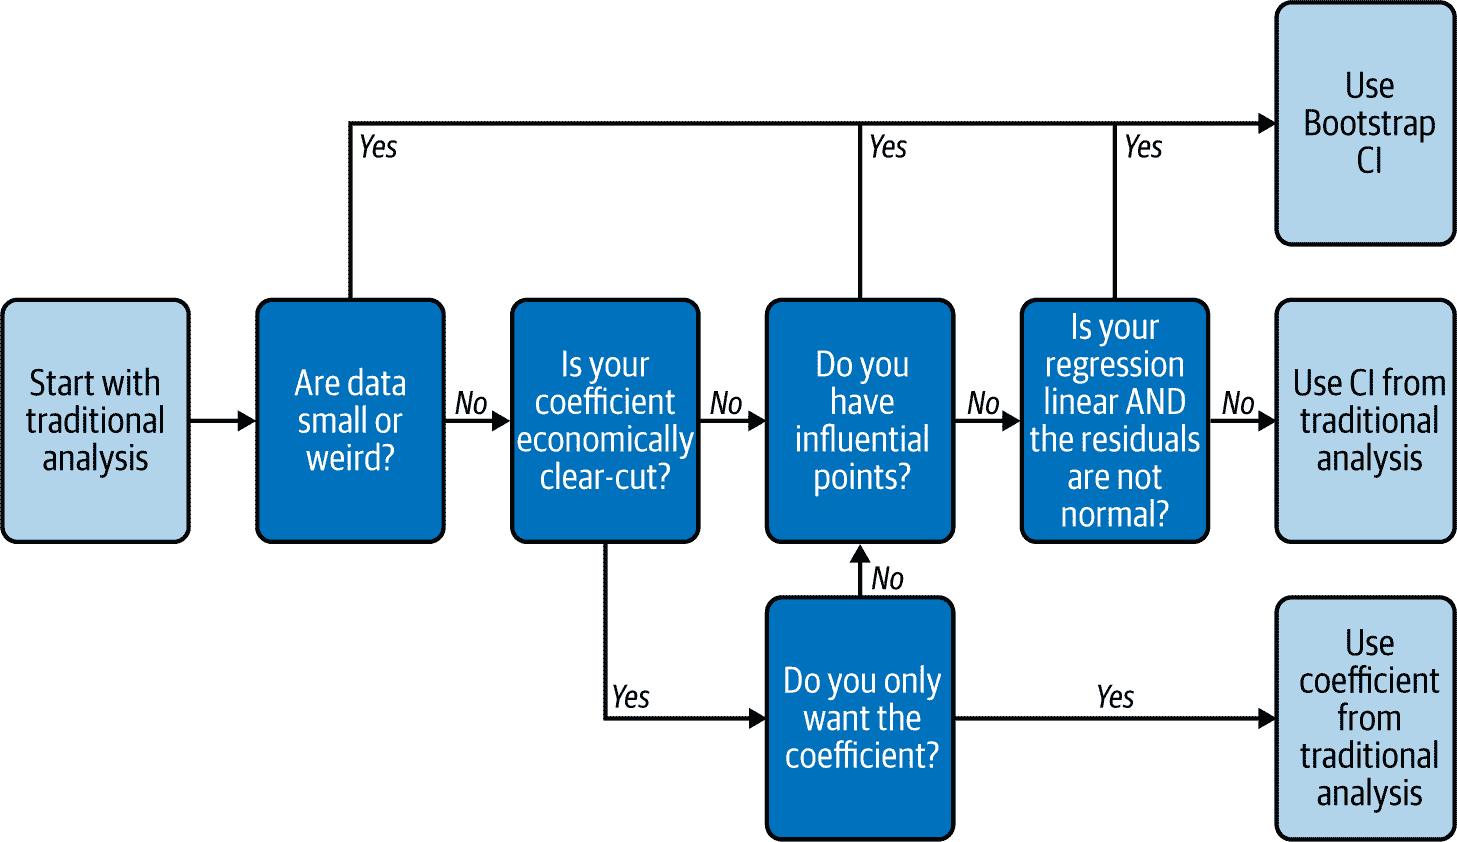 Use
Bootstrap
CI
Yes
Yes
Yes
Start with
traditional
analysis
Are data
small or
weird?
No
Is your
coefficient
economically
clear-cut?
No
Do you
have
influential
points?
No
Is your
regression
linear AND
the residuals
are not
normal?
No
Use CI from
traditional
analysis
No
Yes
Do you only
want the
coefficient?
Yes
Use
coefficient
from
traditional
analysis